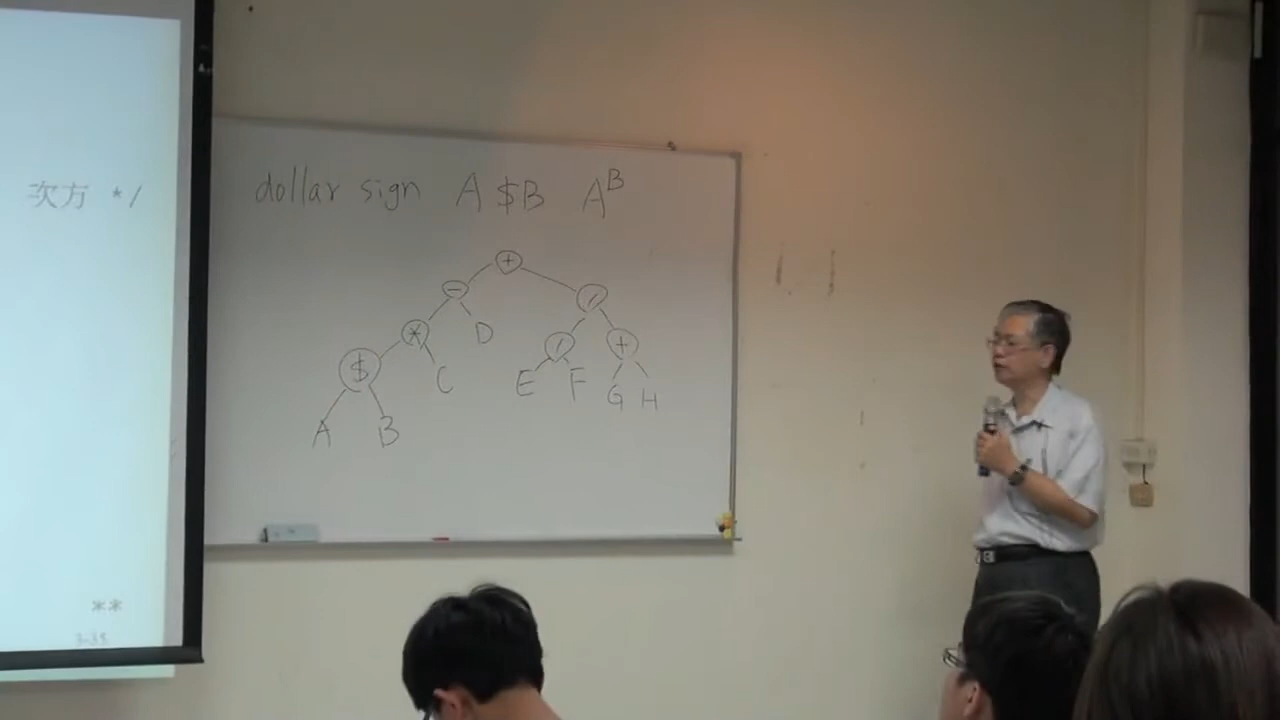 次方 */
dollar sign A $ B A^B
+
- /
* D / +
$ C E F G H
A B
**